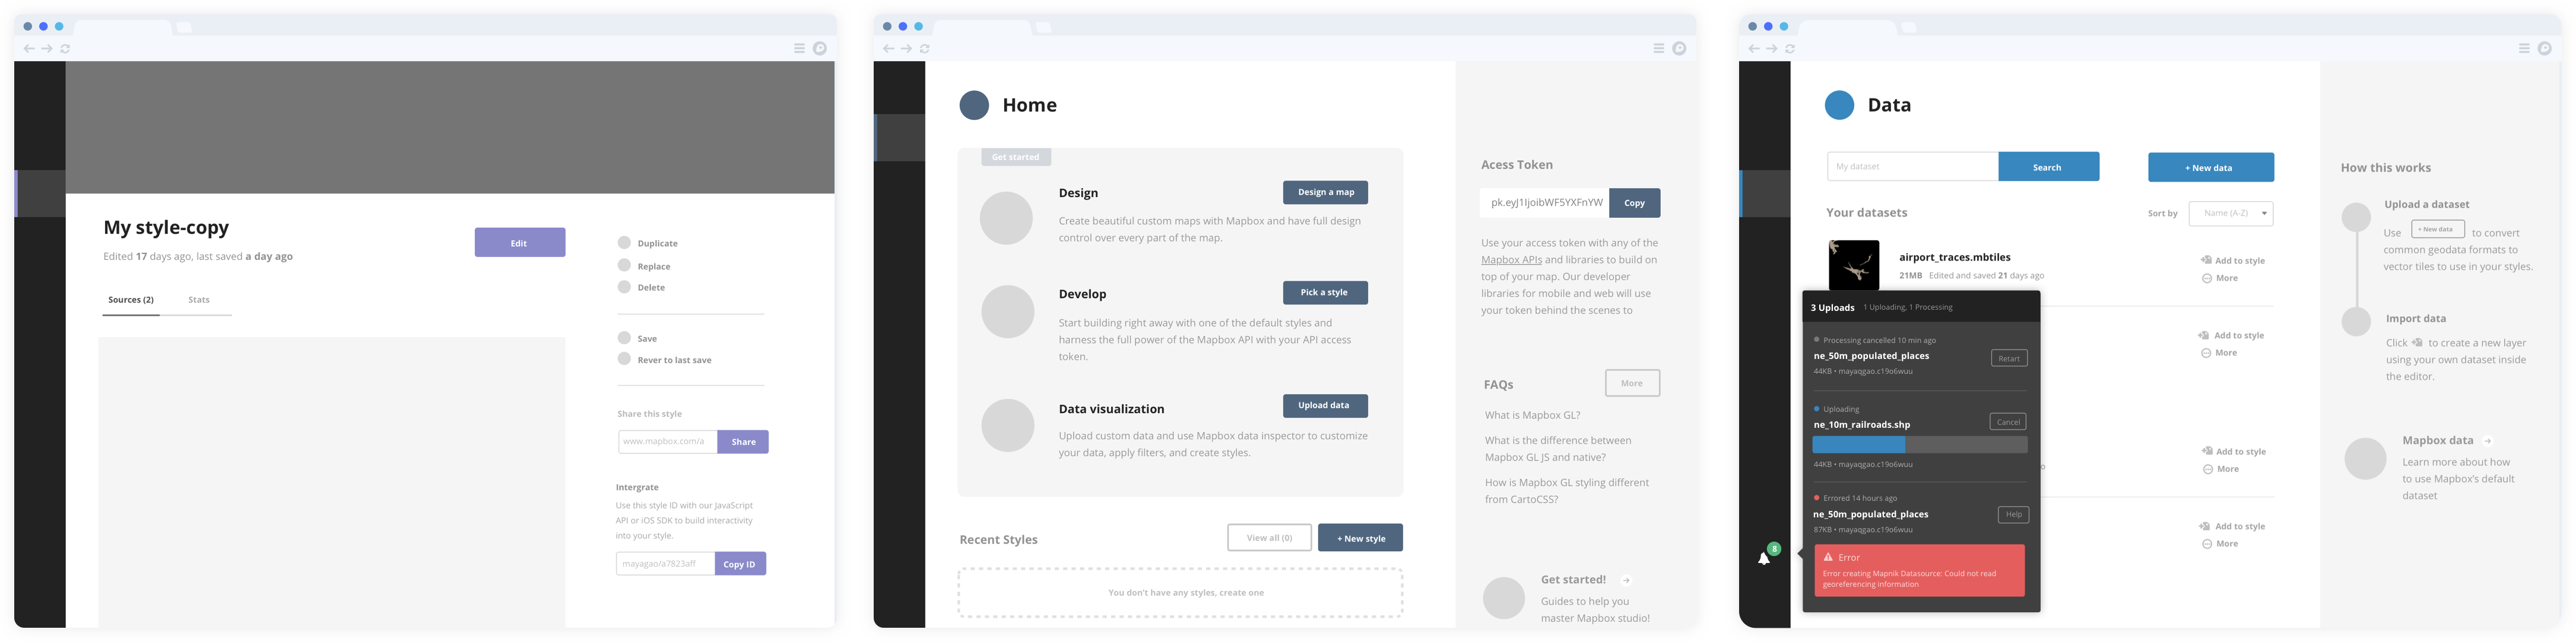 My style-copy
Edited 17 days ago, last saved a day ago
Edit
Sources (2)
Stats
Duplicate
Replace
Delete
Save
Rever to last save
Share this style
www.mapbox.com/a
Share
Intergrate
Use this style ID with our JavaScript
API or iOS SDK to build interactivity
into your style.
mayagao/a7823aff
Copy ID
Home
Get started
Design
Design a map
Create beautiful custom maps with Mapbox and have full design
control over every part of the map.
Develop
Pick a style
Start building right away with one of the default styles and
harness the full power of the Mapbox API with your API access
token.
Data visualization
Upload data
Upload custom data and use Mapbox data inspector to customize
your data, apply filters, and create styles.
Recent Styles
View all (0)
+ New style
You don't have any styles, create one
Acess Token
pk.eyJ1IjoibWF5YXFnYW
Copy
Use your access token with any of the
Mapbox APIs and libraries to build on
top of your map. Our developer
libraries for mobile and web will use
your token behind the scenes to
FAQs
More
What is Mapbox GL?
What is the difference between
Mapbox GL JS and native?
How is Mapbox GL styling different
from CartoCSS?
Get started!
Guides to help you
master Mapbox studio!
Data
My dataset
Search
+ New data
Your datasets
Sort by
Name (A-Z)
airport_traces.mbtiles
21MB Edited and saved 21 days ago
Add to style
More
Add to style
More
Add to style
More
Add to style
More
3 Uploads
1 Uploading, 1 Processing
Processing cancelled 10 min ago
ne_50m_populated_places
Retart
44KB • mayaqgao.c19o6wuu
Uploading
ne_10m_railroads.shp
Cancel
44KB • mayaqgao.c19o6wuu
Errored 14 hours ago
ne_50m_populated_places
Help
87KB • mayaqgao.c19o6wuu
Error
Error creating Mapnik Datasource: Could not read
georeferencing information
8
How this works
Upload a dataset
Use + New data to convert
common geodata formats to
vector tiles to use in your styles.
Import data
Click to create a new layer
using your own dataset inside
the editor.
Mapbox data
Learn more about how
to use Mapbox's default
dataset